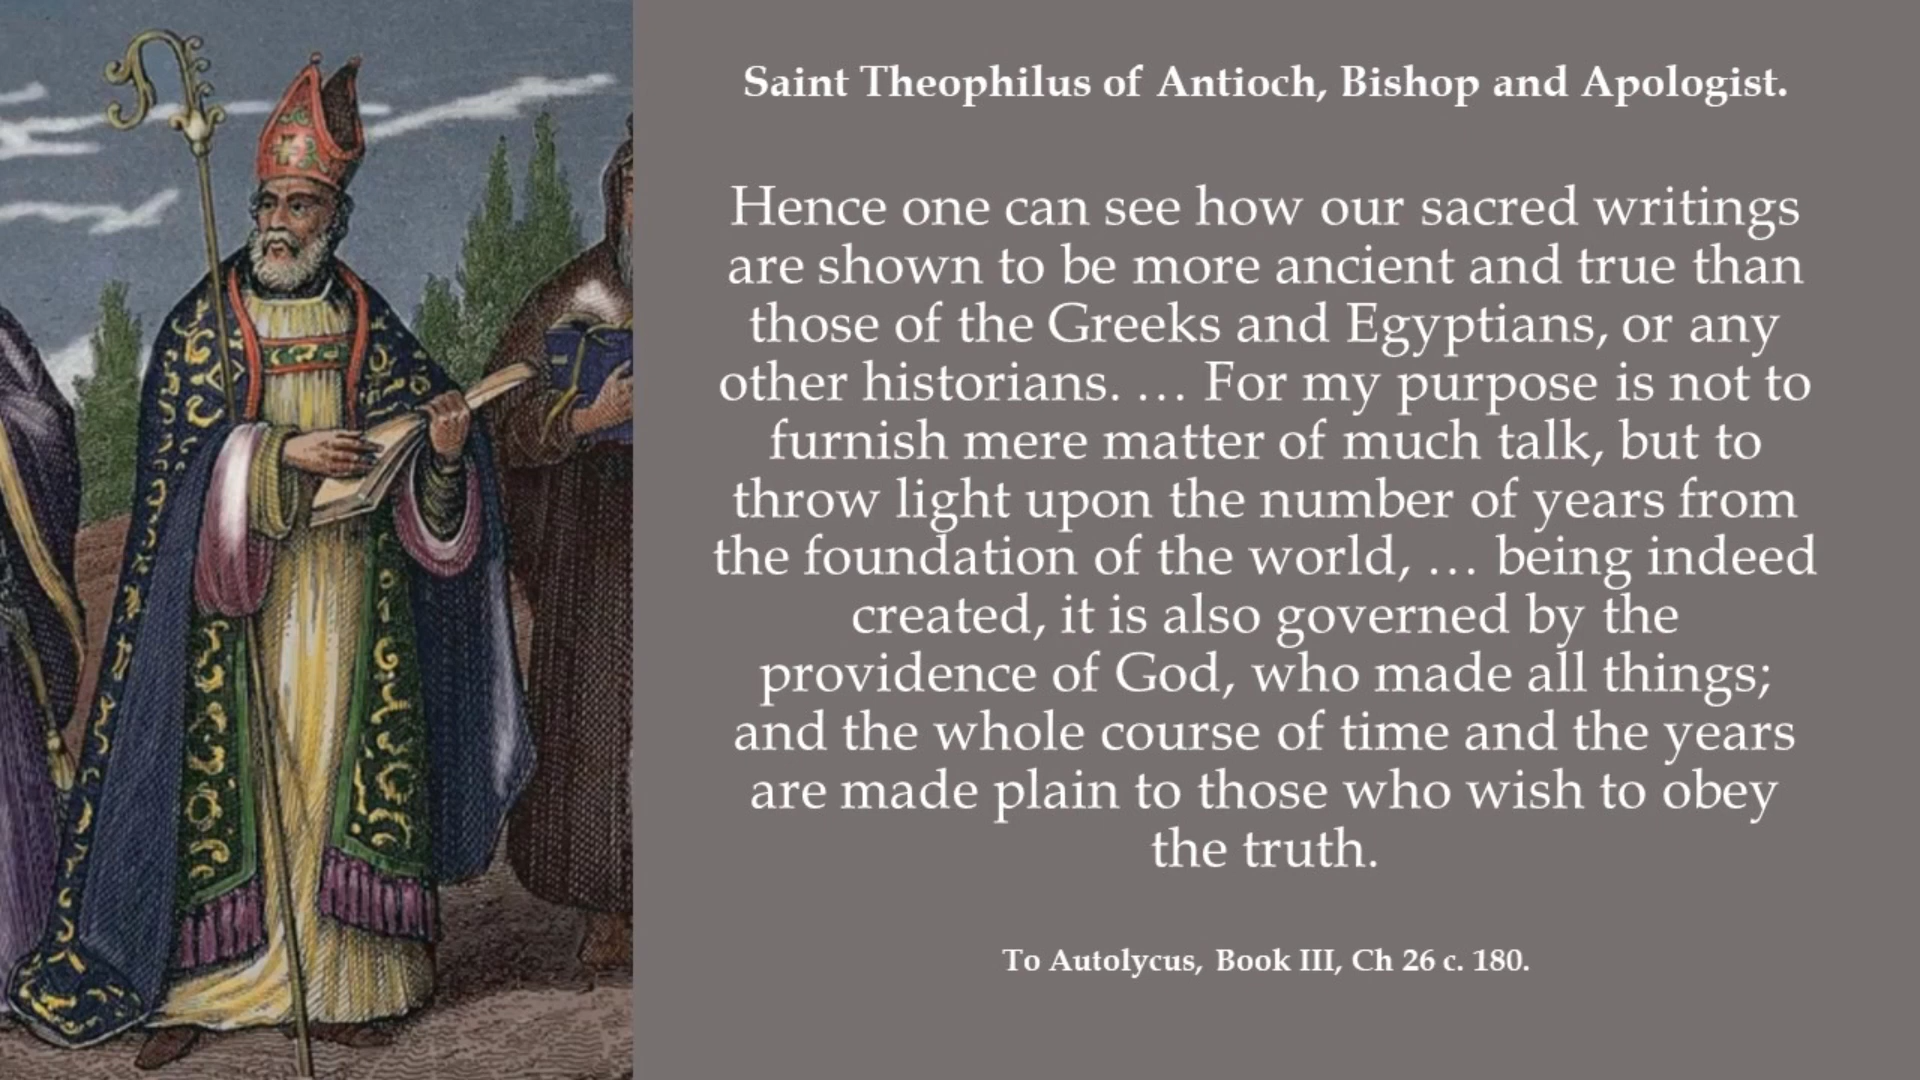 Saint Theophilus of Antioch, Bishop and Apologist.
Hence one can see how our sacred writings
are shown to be more ancient and true than
those of the Greeks and Egyptians, or any
other historians. … For my purpose is not to
furnish mere matter of much talk, but to
throw light upon the number of years from
the foundation of the world, … being indeed
created, it is also governed by the
providence of God, who made all things;
and the whole course of time and the years
are made plain to those who wish to obey
the truth.
To Autolycus, Book III, Ch 26 c. 180.